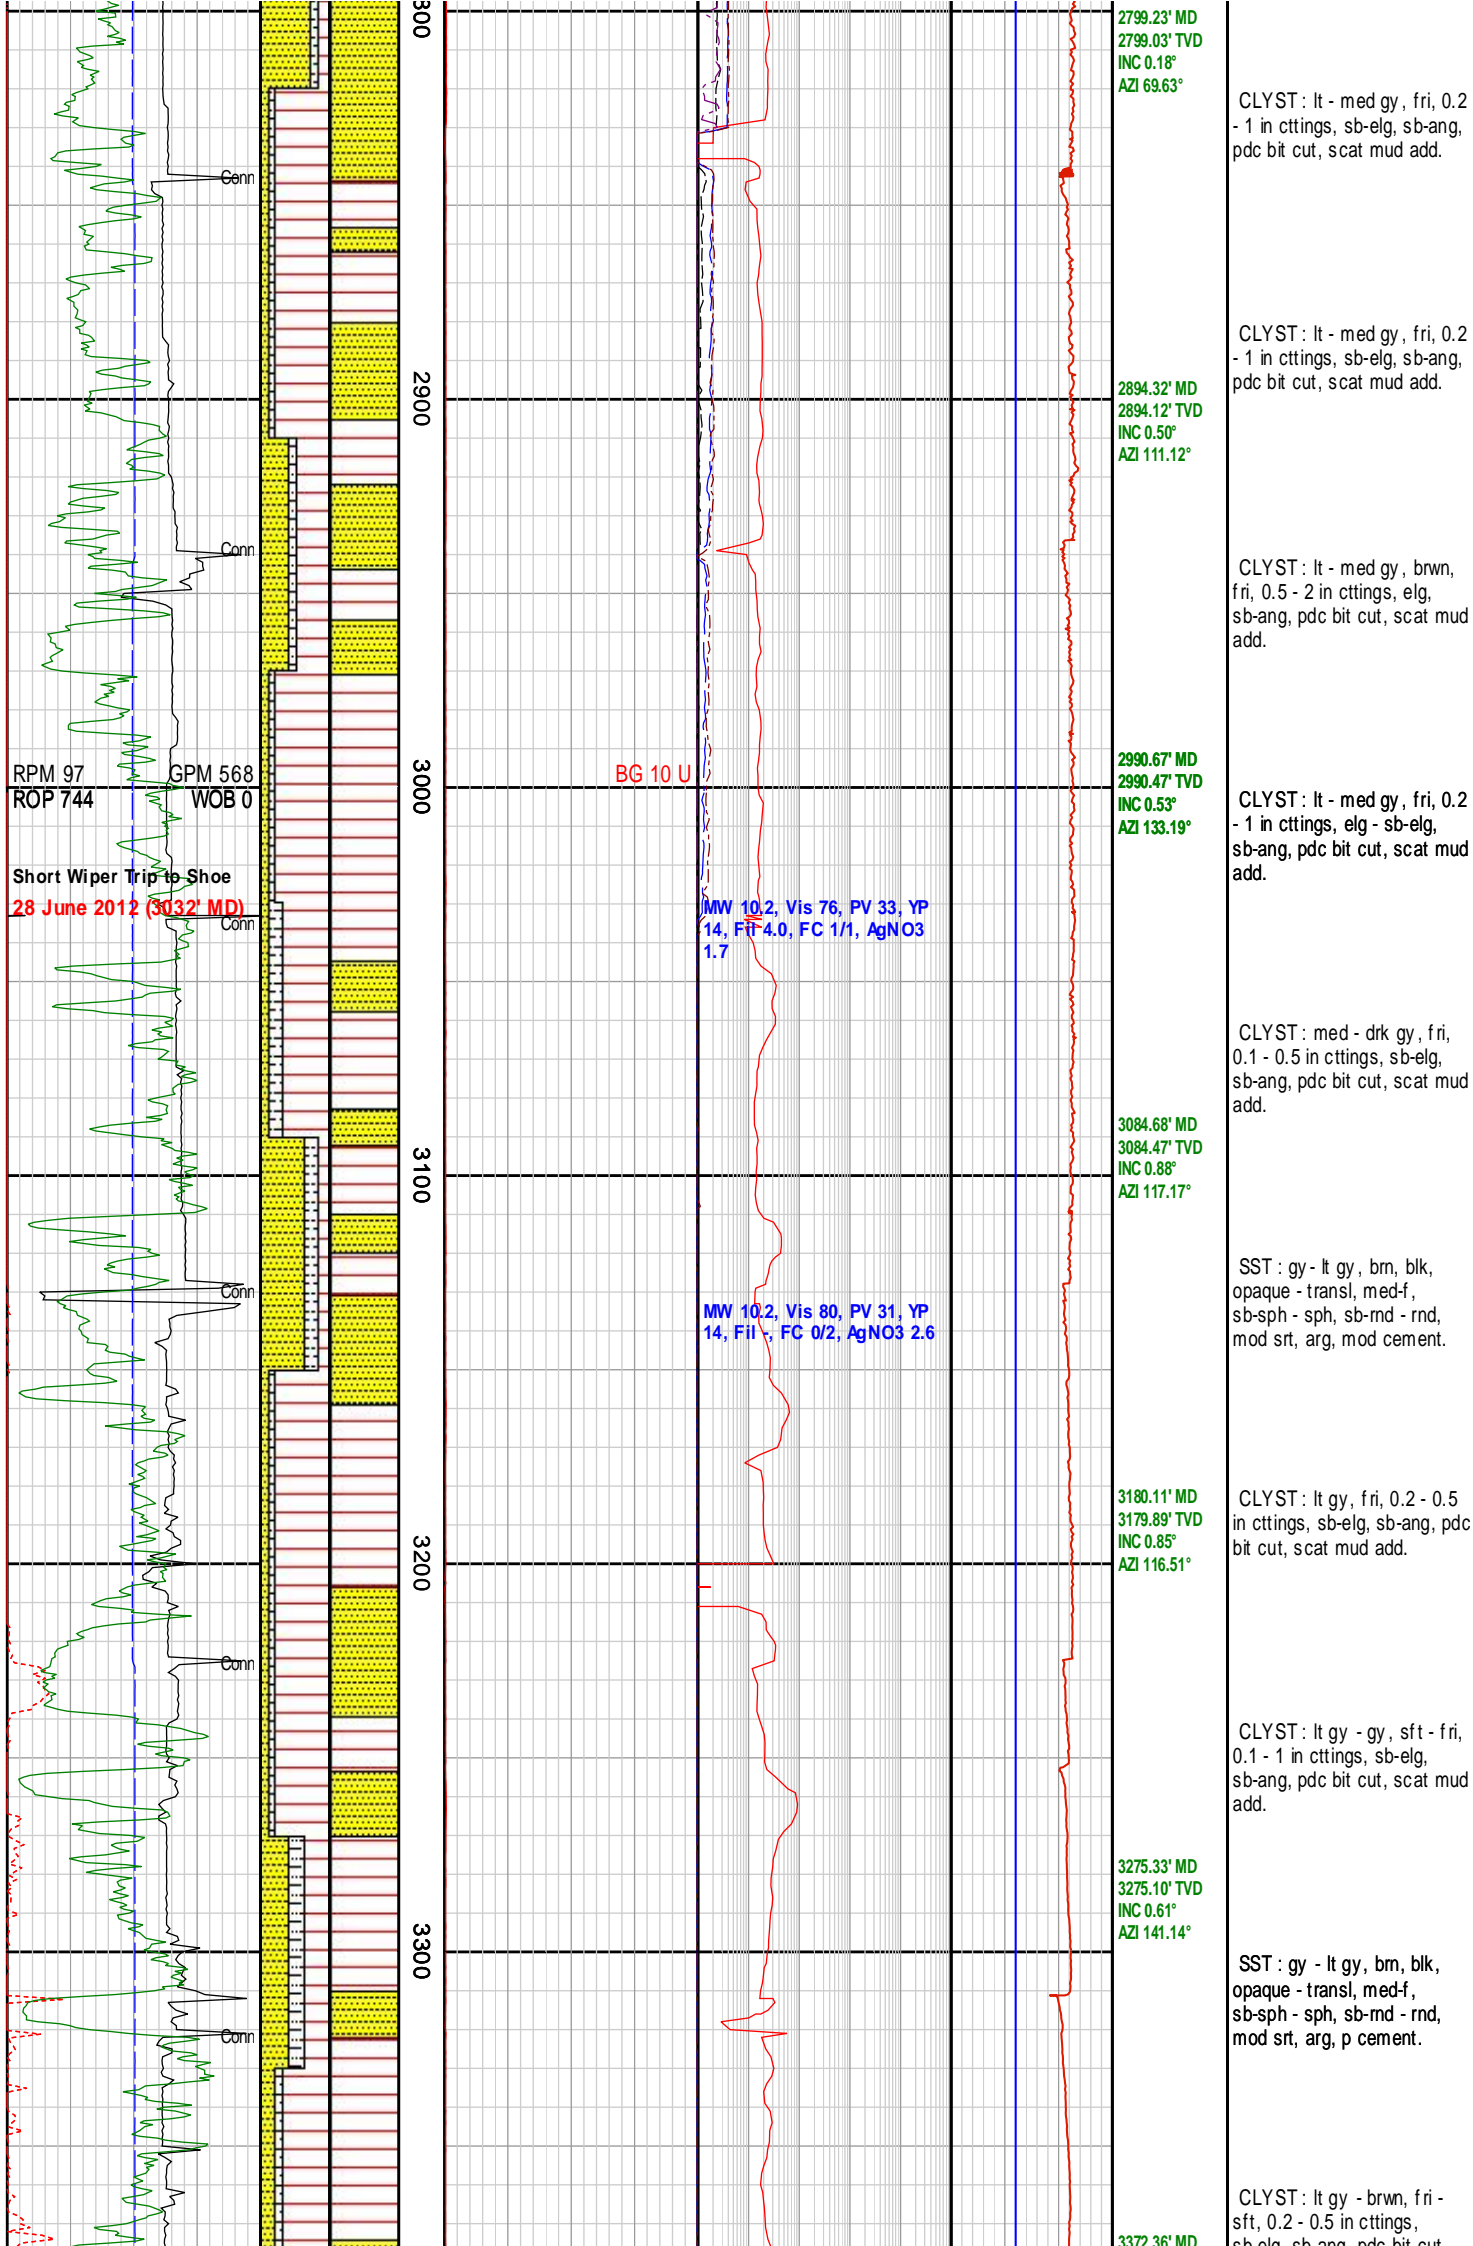 2799.23' MD
2799.03' TVD
INC 0.18°
AZI 69.63°
CLYST : lt - med gy , fri, 0.2
- 1 in cttings, sb-elg, sb-ang,
pdc bit cut, scat mud add.
Conn
CLYST : lt - med gy , fri, 0.2
- 1 in cttings, sb-elg, sb-ang,
pdc bit cut, scat mud add.
2900
2894.32' MD
2894.12' TVD
INC 0.50°
AZI 111.12°
Conn
CLYST : lt - med gy , brwn,
fri, 0.5 - 2 in cttings, elg,
sb-ang, pdc bit cut, scat mud
add.
RPM 97 GPM 568
ROP 744 WOB 0
3000
BG 10 U
2990.67' MD
2990.47' TVD
INC 0.53°
AZI 133.19°
CLYST : lt - med gy , fri, 0.2
- 1 in cttings, elg - sb-elg,
sb-ang, pdc bit cut, scat mud
add.
Short Wiper Trip to Shoe
28 June 2012 (3032' MD)
Conn
MW 10.2, Vis 76, PV 33, YP
14, Fil 4.0, FC 1/1, AgNO3
1.7
CLYST : med - drk gy , fri,
0.1 - 0.5 in cttings, sb-elg,
sb-ang, pdc bit cut, scat mud
add.
3100
3084.68' MD
3084.47' TVD
INC 0.88°
AZI 117.17°
Conn
SST : gy - lt gy , brn, blk,
opaque - transl, med-f ,
sb-sph - sph, sb-rnd - rnd,
mod srt, arg, mod cement.
MW 10.2, Vis 80, PV 31, YP
14, Fil -, FC 0/2, AgNO3 2.6
3180.11' MD
3179.89' TVD
INC 0.85°
AZI 116.51°
CLYST : lt gy , fri, 0.2 - 0.5
in cttings, sb-elg, sb-ang, pdc
bit cut, scat mud add.
3200
Conn
CLYST : lt gy - gy , sft - fri,
0.1 - 1 in cttings, sb-elg,
sb-ang, pdc bit cut, scat mud
add.
3275.33' MD
3275.10' TVD
INC 0.61°
AZI 141.14°
3300
Conn
SST : gy - lt gy , brn, blk,
opaque - transl, med-f ,
sb-sph - sph, sb-rnd - rnd,
mod srt, arg, p cement.
CLYST : lt gy - brwn, fri -
sft, 0.2 - 0.5 in cttings,
sb-elg, sb-ang, pdc bit cut
3372.36' MD